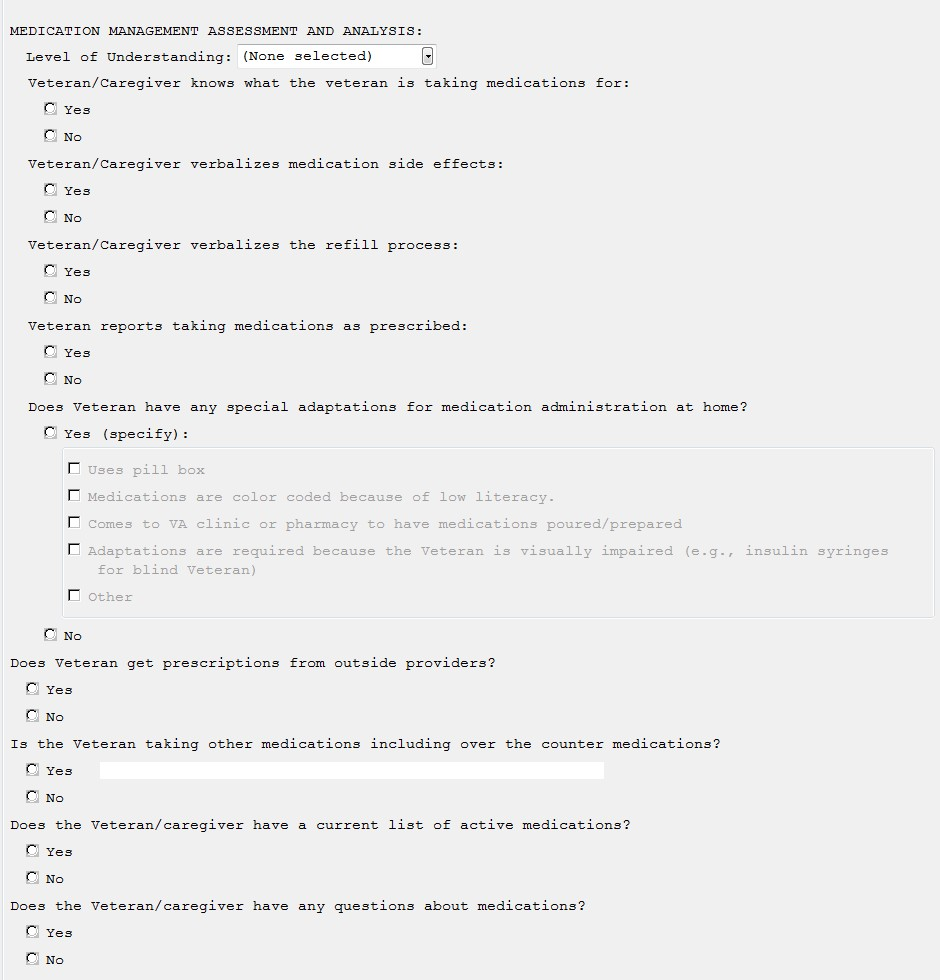 MEDICATION MANAGEMENT ASSESSMENT AND ANALYSIS:
Level of Understanding: (None selected)
Veteran/Caregiver knows what the veteran is taking medications for:
Yes
No
Veteran/Caregiver verbalizes medication side effects:
Yes
No
Veteran/Caregiver verbalizes the refill process:
Yes
No
Veteran reports taking medications as prescribed:
Yes
No
Does Veteran have any special adaptations for medication administration at home?
Yes (specify):
Uses pill box
Medications are color coded because of low literacy.
Comes to VA clinic or pharmacy to have medications poured/prepared
Adaptations are required because the Veteran is visually impaired (e.g., insulin syringes
for blind Veteran)
Other
No
Does Veteran get prescriptions from outside providers?
Yes
No
Is the Veteran taking other medications including over the counter medications?
Yes
No
Does the Veteran/caregiver have a current list of active medications?
Yes
No
Does the Veteran/caregiver have any questions about medications?
Yes
No